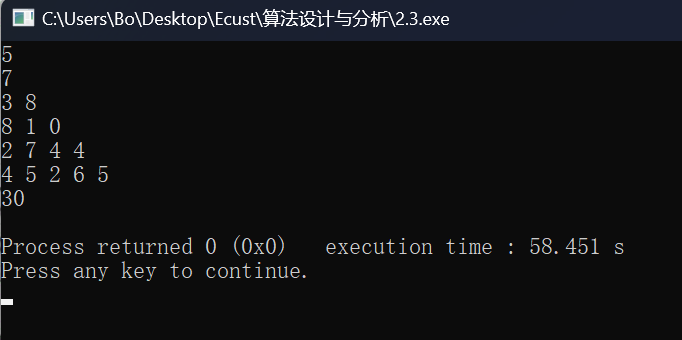 C:\Users\Bo\Desktop\Ecust\算法设计与分析\2.3.exe
5
7
3 8
8 1 0
2 7 4 4
4 5 2 6 5
30
Process returned 0 (0x0)   execution time : 58.451 s
Press any key to continue.